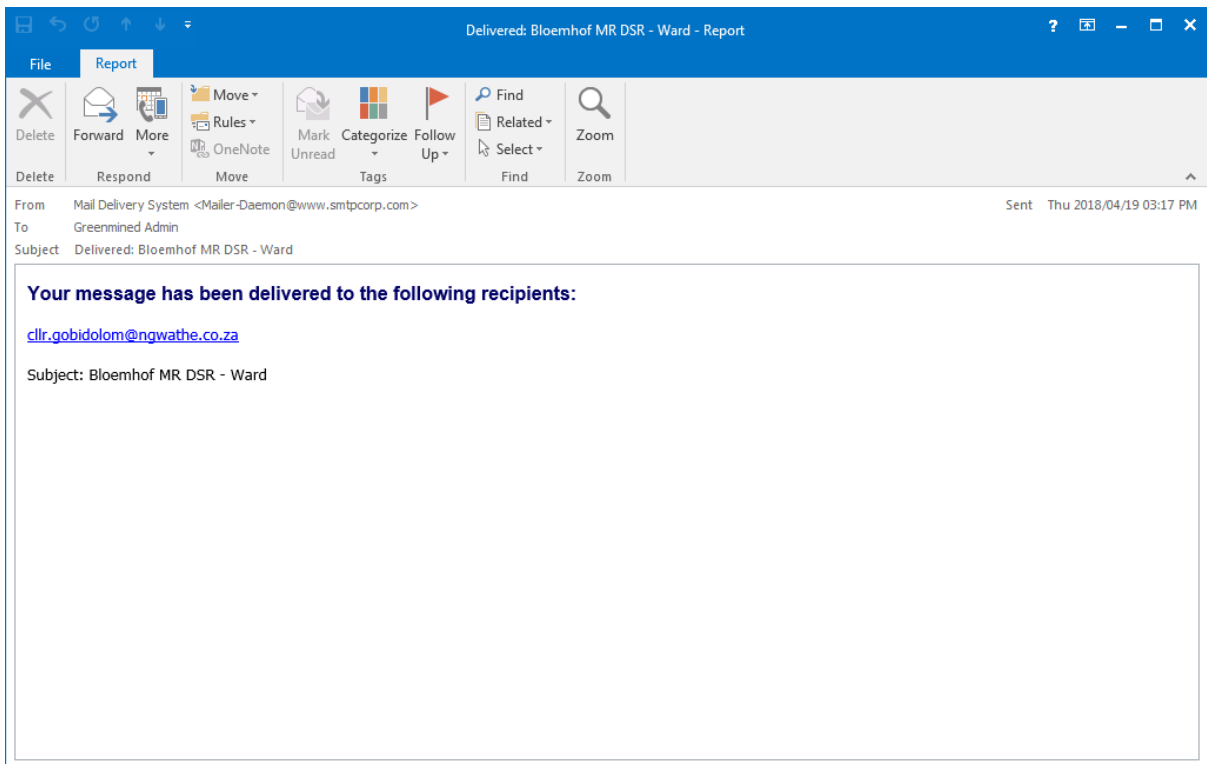 Delivered: Bloemhof MR DSR - Ward - Report
?
File Report
Delete
Forward
More
Move
Rules
OneNote
Mark Unread
Categorize
Follow Up
Find
Related
Select
Zoom
Delete Respond Move Tags Find Zoom
From Mail Delivery System <Mailer-Daemon@www.smtpcorp.com> Sent Thu 2018/04/19 03:17 PM
To Greenmined Admin
Subject Delivered: Bloemhof MR DSR - Ward
Your message has been delivered to the following recipients:
cllr.gobidolom@ngwathe.co.za
Subject: Bloemhof MR DSR - Ward